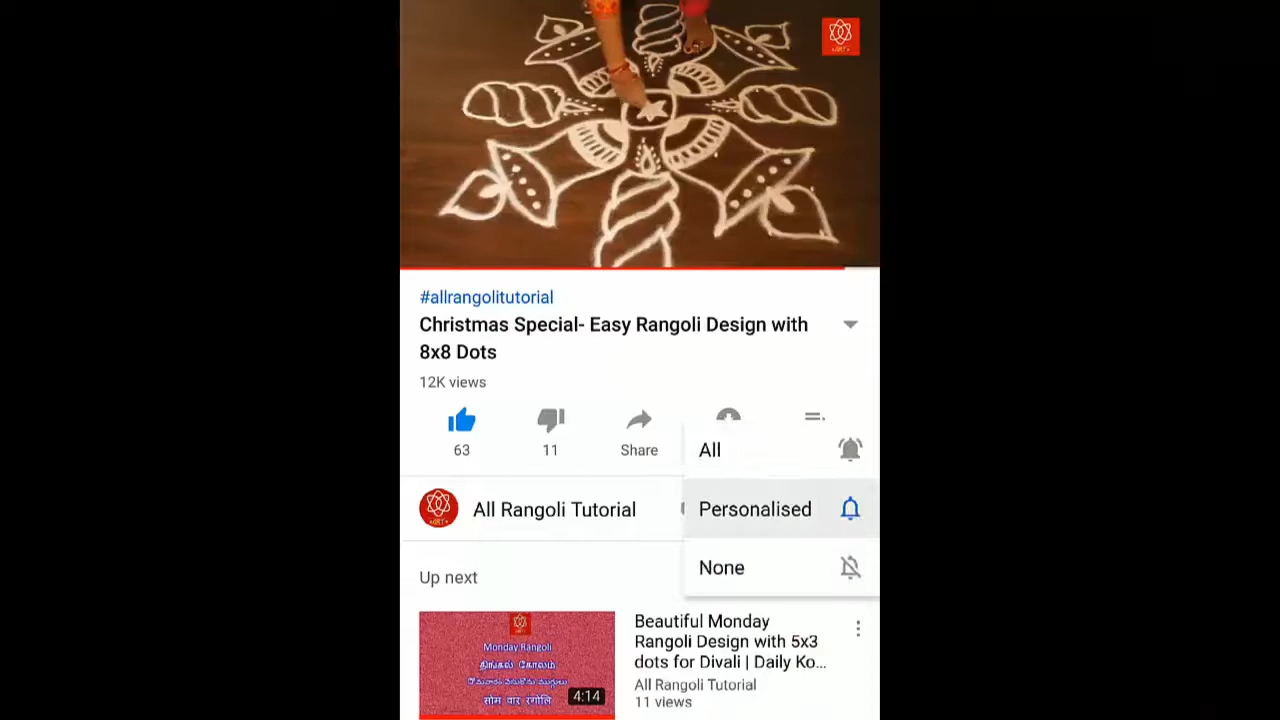 #allrangolitutorial
Christmas Special- Easy Rangoli Design with
8x8 Dots
12K views
63
11
Share
All
All Rangoli Tutorial
Personalised
None
Up next
Beautiful Monday
Rangoli Design with 5x3
dots for Divali | Daily Ko...
All Rangoli Tutorial
11 views
Monday Rangoli
திங்கள் கோலம்
सोम वार रंगोलि
4:14